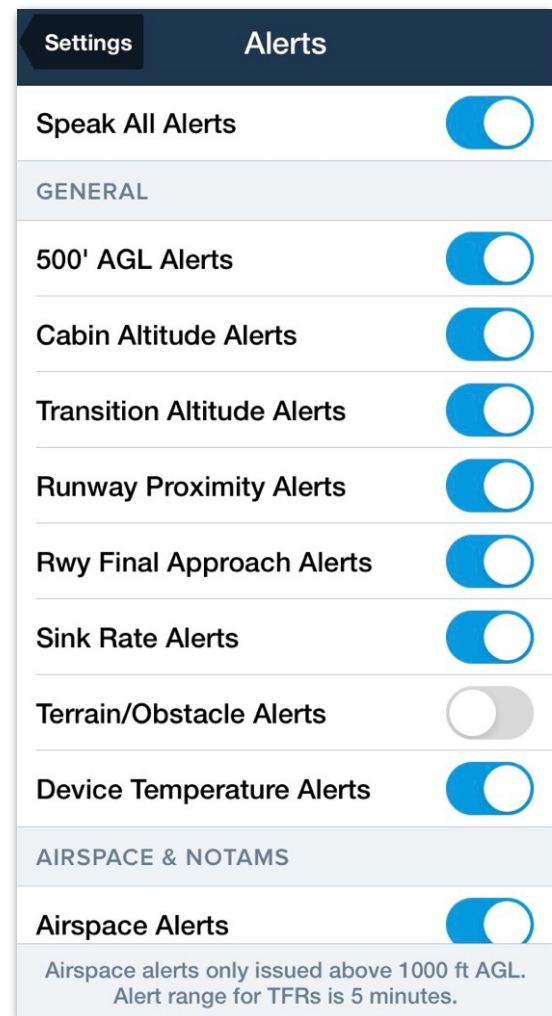 Settings
Alerts
Speak All Alerts
GENERAL
500' AGL Alerts
Cabin Altitude Alerts
Transition Altitude Alerts
Runway Proximity Alerts
Rwy Final Approach Alerts
Sink Rate Alerts
Terrain/Obstacle Alerts
Device Temperature Alerts
AIRSPACE & NOTAMS
Airspace Alerts
Airspace alerts only issued above 1000 ft AGL.
Alert range for TFRs is 5 minutes.